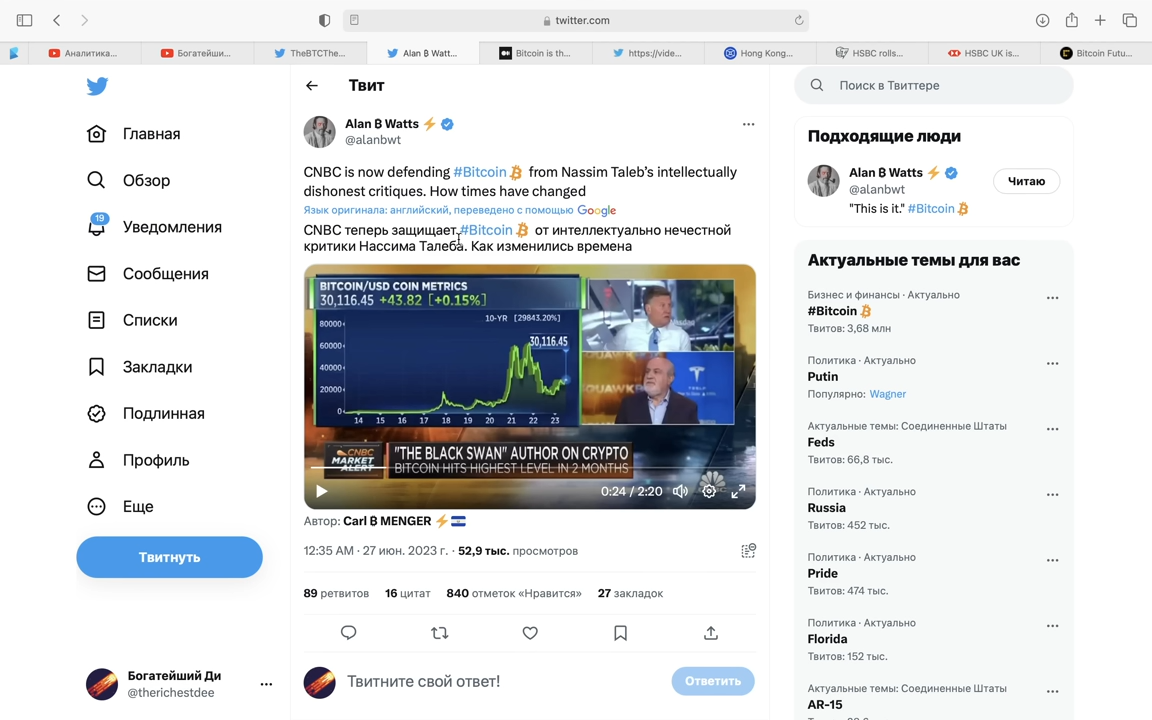 twitter.com
Аналитика...
Богатейши...
TheBTCThe...
Alan ₿ Watt...
Bitcoin is th...
https://vide...
Hong Kong...
HSBC rolls...
HSBC UK is...
Bitcoin Futu...
Главная
Обзор
19
Уведомления
Сообщения
Списки
Закладки
Подлинная
Профиль
Еще
Твитнуть
Богатейший Ди
@therichestdee
Твит
Alan ₿ Watts ⚡
@alanbwt
CNBC is now defending #Bitcoin from Nassim Taleb’s intellectually
dishonest critiques. How times have changed
Язык оригинала: английский, переведено с помощью Google
CNBC теперь защищает #Bitcoin от интеллектуально нечестной
критики Нассима Талеба. Как изменились времена
BITCOIN/USD COIN METRICS
30,116.45 +43.82 [+0.15%]
10-YR [29843.20%]
30,116.45
80000
60000
40000
20000
0
14 15 16 17 18 19 20 21 22 23
Nasdaq
TESLA
SQUAWK
CNBC
MARKET
ALERT
"THE BLACK SWAN" AUTHOR ON CRYPTO
BITCOIN HITS HIGHEST LEVEL IN 2 MONTHS
CNBC
0:24 / 2:20
Автор: Carl ₿ MENGER ⚡🇸🇻
12:35 AM · 27 июн. 2023 г. · 52,9 тыс. просмотров
89 ретвитов 16 цитат 840 отметок «Нравится» 27 закладок
Твитните свой ответ!
Ответить
Поиск в Твиттере
Подходящие люди
Alan ₿ Watts ⚡
@alanbwt
Читаю
"This is it." #Bitcoin
Актуальные темы для вас
Бизнес и финансы · Актуально
#Bitcoin
Твитов: 3,68 млн
Политика · Актуально
Putin
Популярно: Wagner
Актуальные темы: Соединенные Штаты
Feds
Твитов: 66,8 тыс.
Политика · Актуально
Russia
Твитов: 452 тыс.
Политика · Актуально
Pride
Твитов: 474 тыс.
Политика · Актуально
Florida
Твитов: 152 тыс.
Актуальные темы: Соединенные Штаты
AR-15